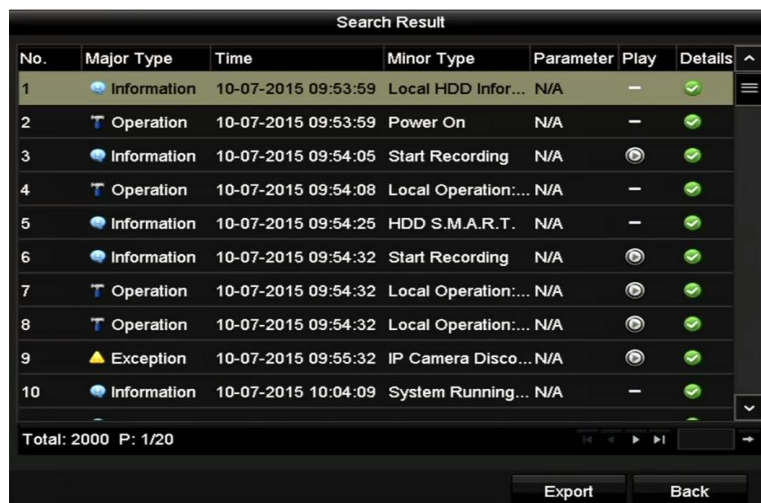 Search Result
No. Major Type Time Minor Type Parameter Play Details
1 Information 10-07-2015 09:53:59 Local HDD Infor... N/A –
2 Operation 10-07-2015 09:53:59 Power On N/A –
3 Information 10-07-2015 09:54:05 Start Recording N/A
4 Operation 10-07-2015 09:54:08 Local Operation:... N/A –
5 Information 10-07-2015 09:54:25 HDD S.M.A.R.T. N/A –
6 Information 10-07-2015 09:54:32 Start Recording N/A
7 Operation 10-07-2015 09:54:32 Local Operation:... N/A
8 Operation 10-07-2015 09:54:32 Local Operation:... N/A
9 Exception 10-07-2015 09:55:32 IP Camera Disco... N/A
10 Information 10-07-2015 10:04:09 System Running... N/A –
Total: 2000 P: 1/20
Export Back